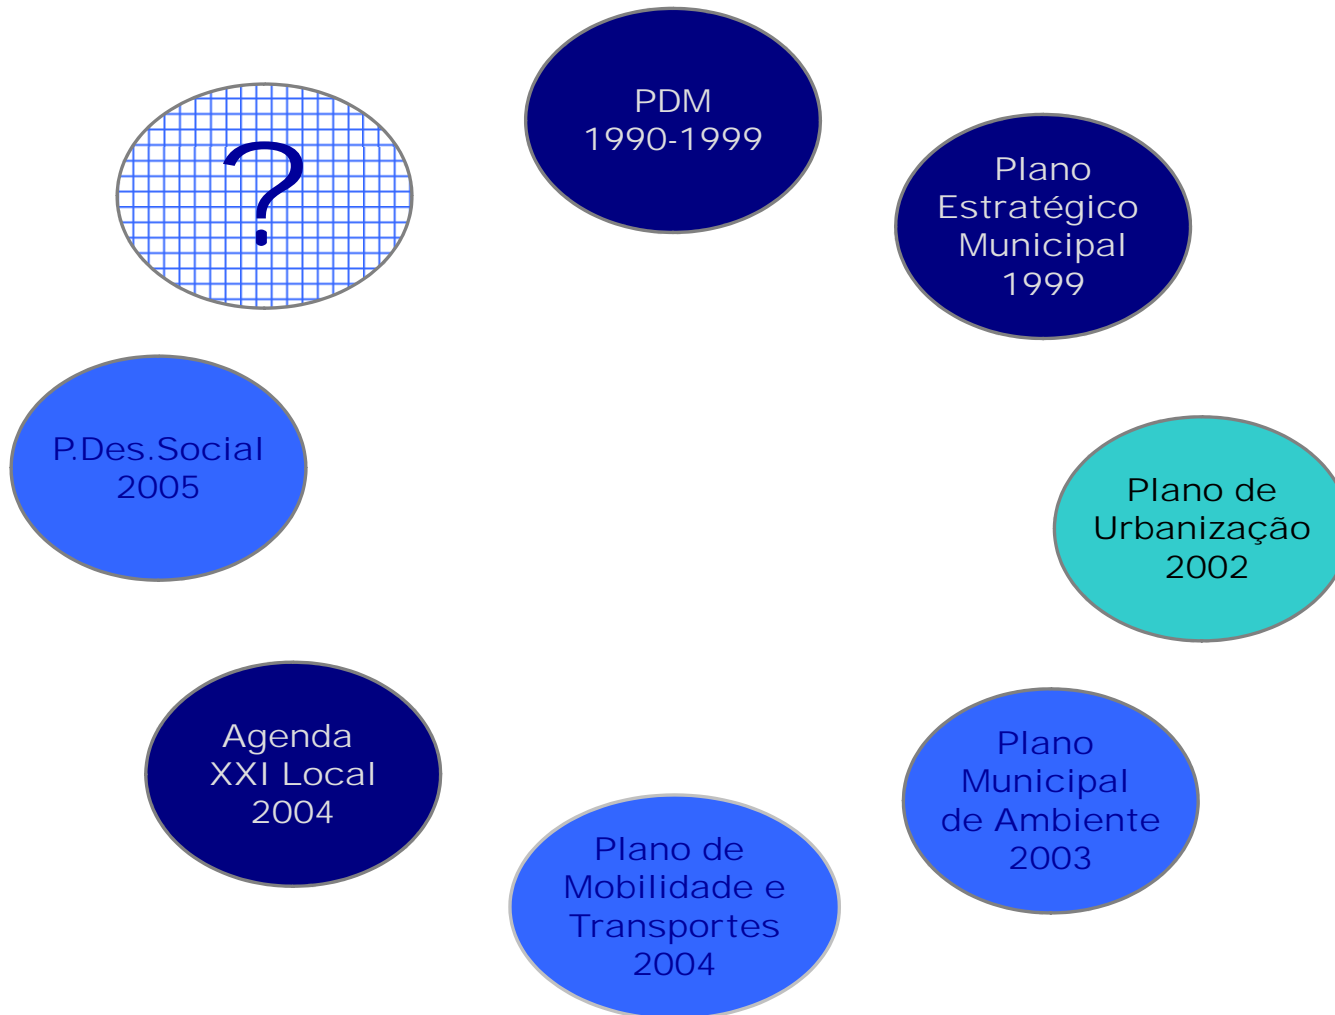 PDM
1990-1999
Plano
Estratégico
Municipal
1999
Plano de
Urbanização
2002
Plano
Municipal
de Ambiente
2003
Plano de
Mobilidade e
Transportes
2004
Agenda
XXI Local
2004
P.Des.Social
2005
?